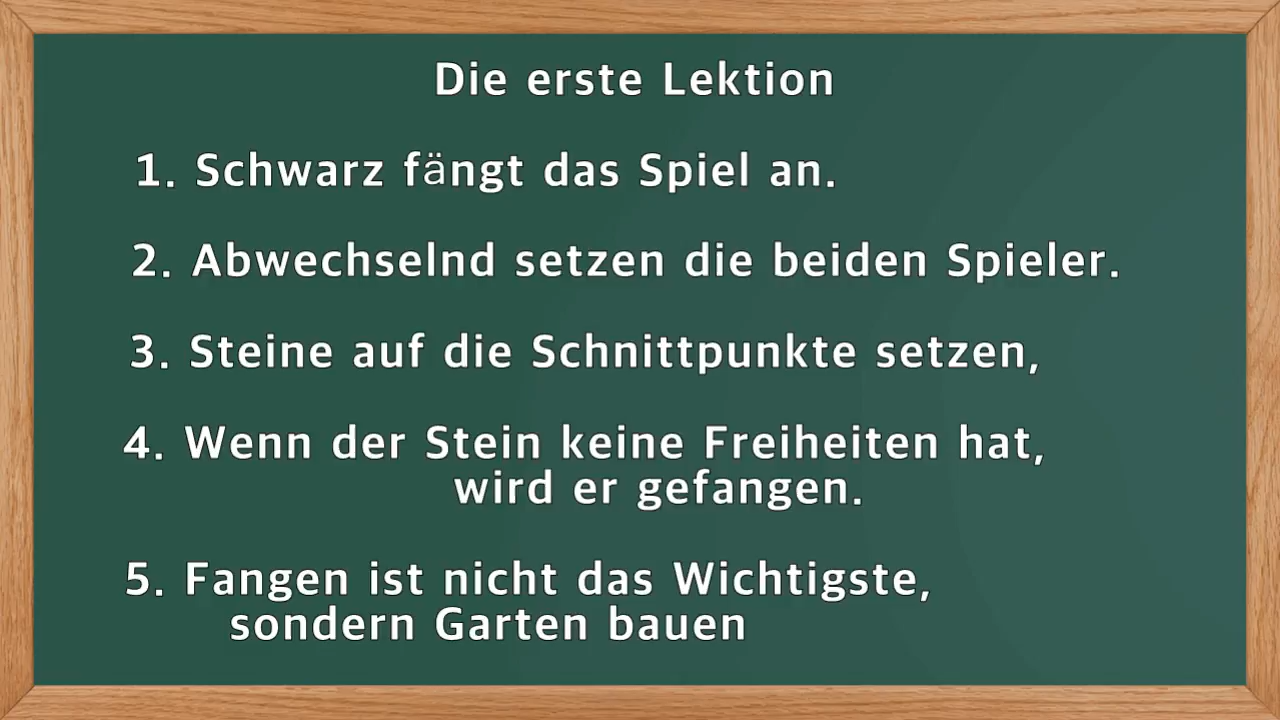 Die erste Lektion
1. Schwarz fängt das Spiel an.
2. Abwechselnd setzen die beiden Spieler.
3. Steine auf die Schnittpunkte setzen,
4. Wenn der Stein keine Freiheiten hat,
wird er gefangen.
5. Fangen ist nicht das Wichtigste,
sondern Garten bauen